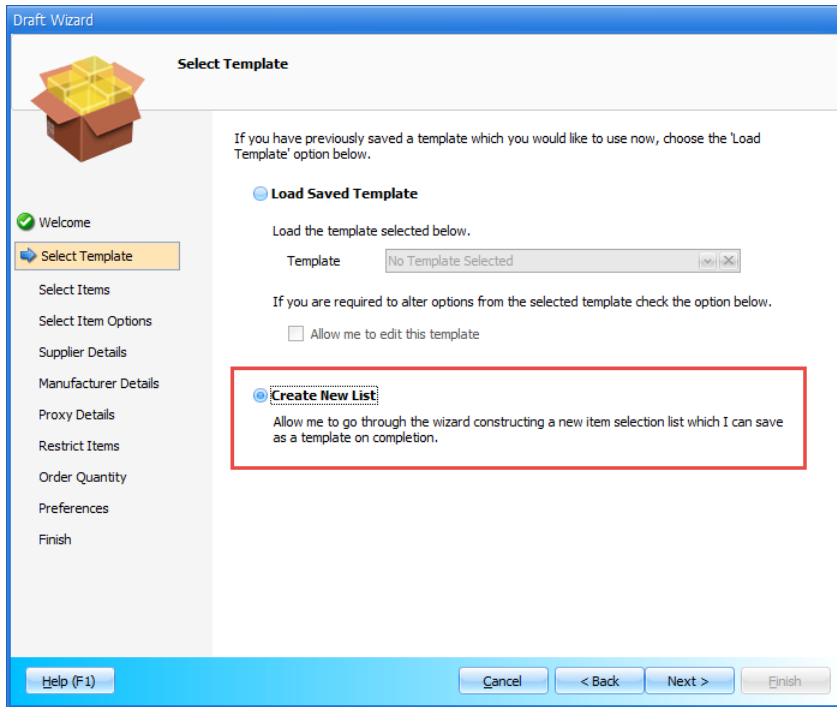 Draft Wizard
Select Template
If you have previously saved a template which you would like to use now, choose the 'Load
Template' option below.
Load Saved Template
Load the template selected below.
Template
No Template Selected
If you are required to alter options from the selected template check the option below.
Allow me to edit this template
Create New List
Allow me to go through the wizard constructing a new item selection list which I can save
as a template on completion.
Welcome
Select Template
Select Items
Select Item Options
Supplier Details
Manufacturer Details
Proxy Details
Restrict Items
Order Quantity
Preferences
Finish
Help (F1)
Cancel
< Back
Next >
Finish